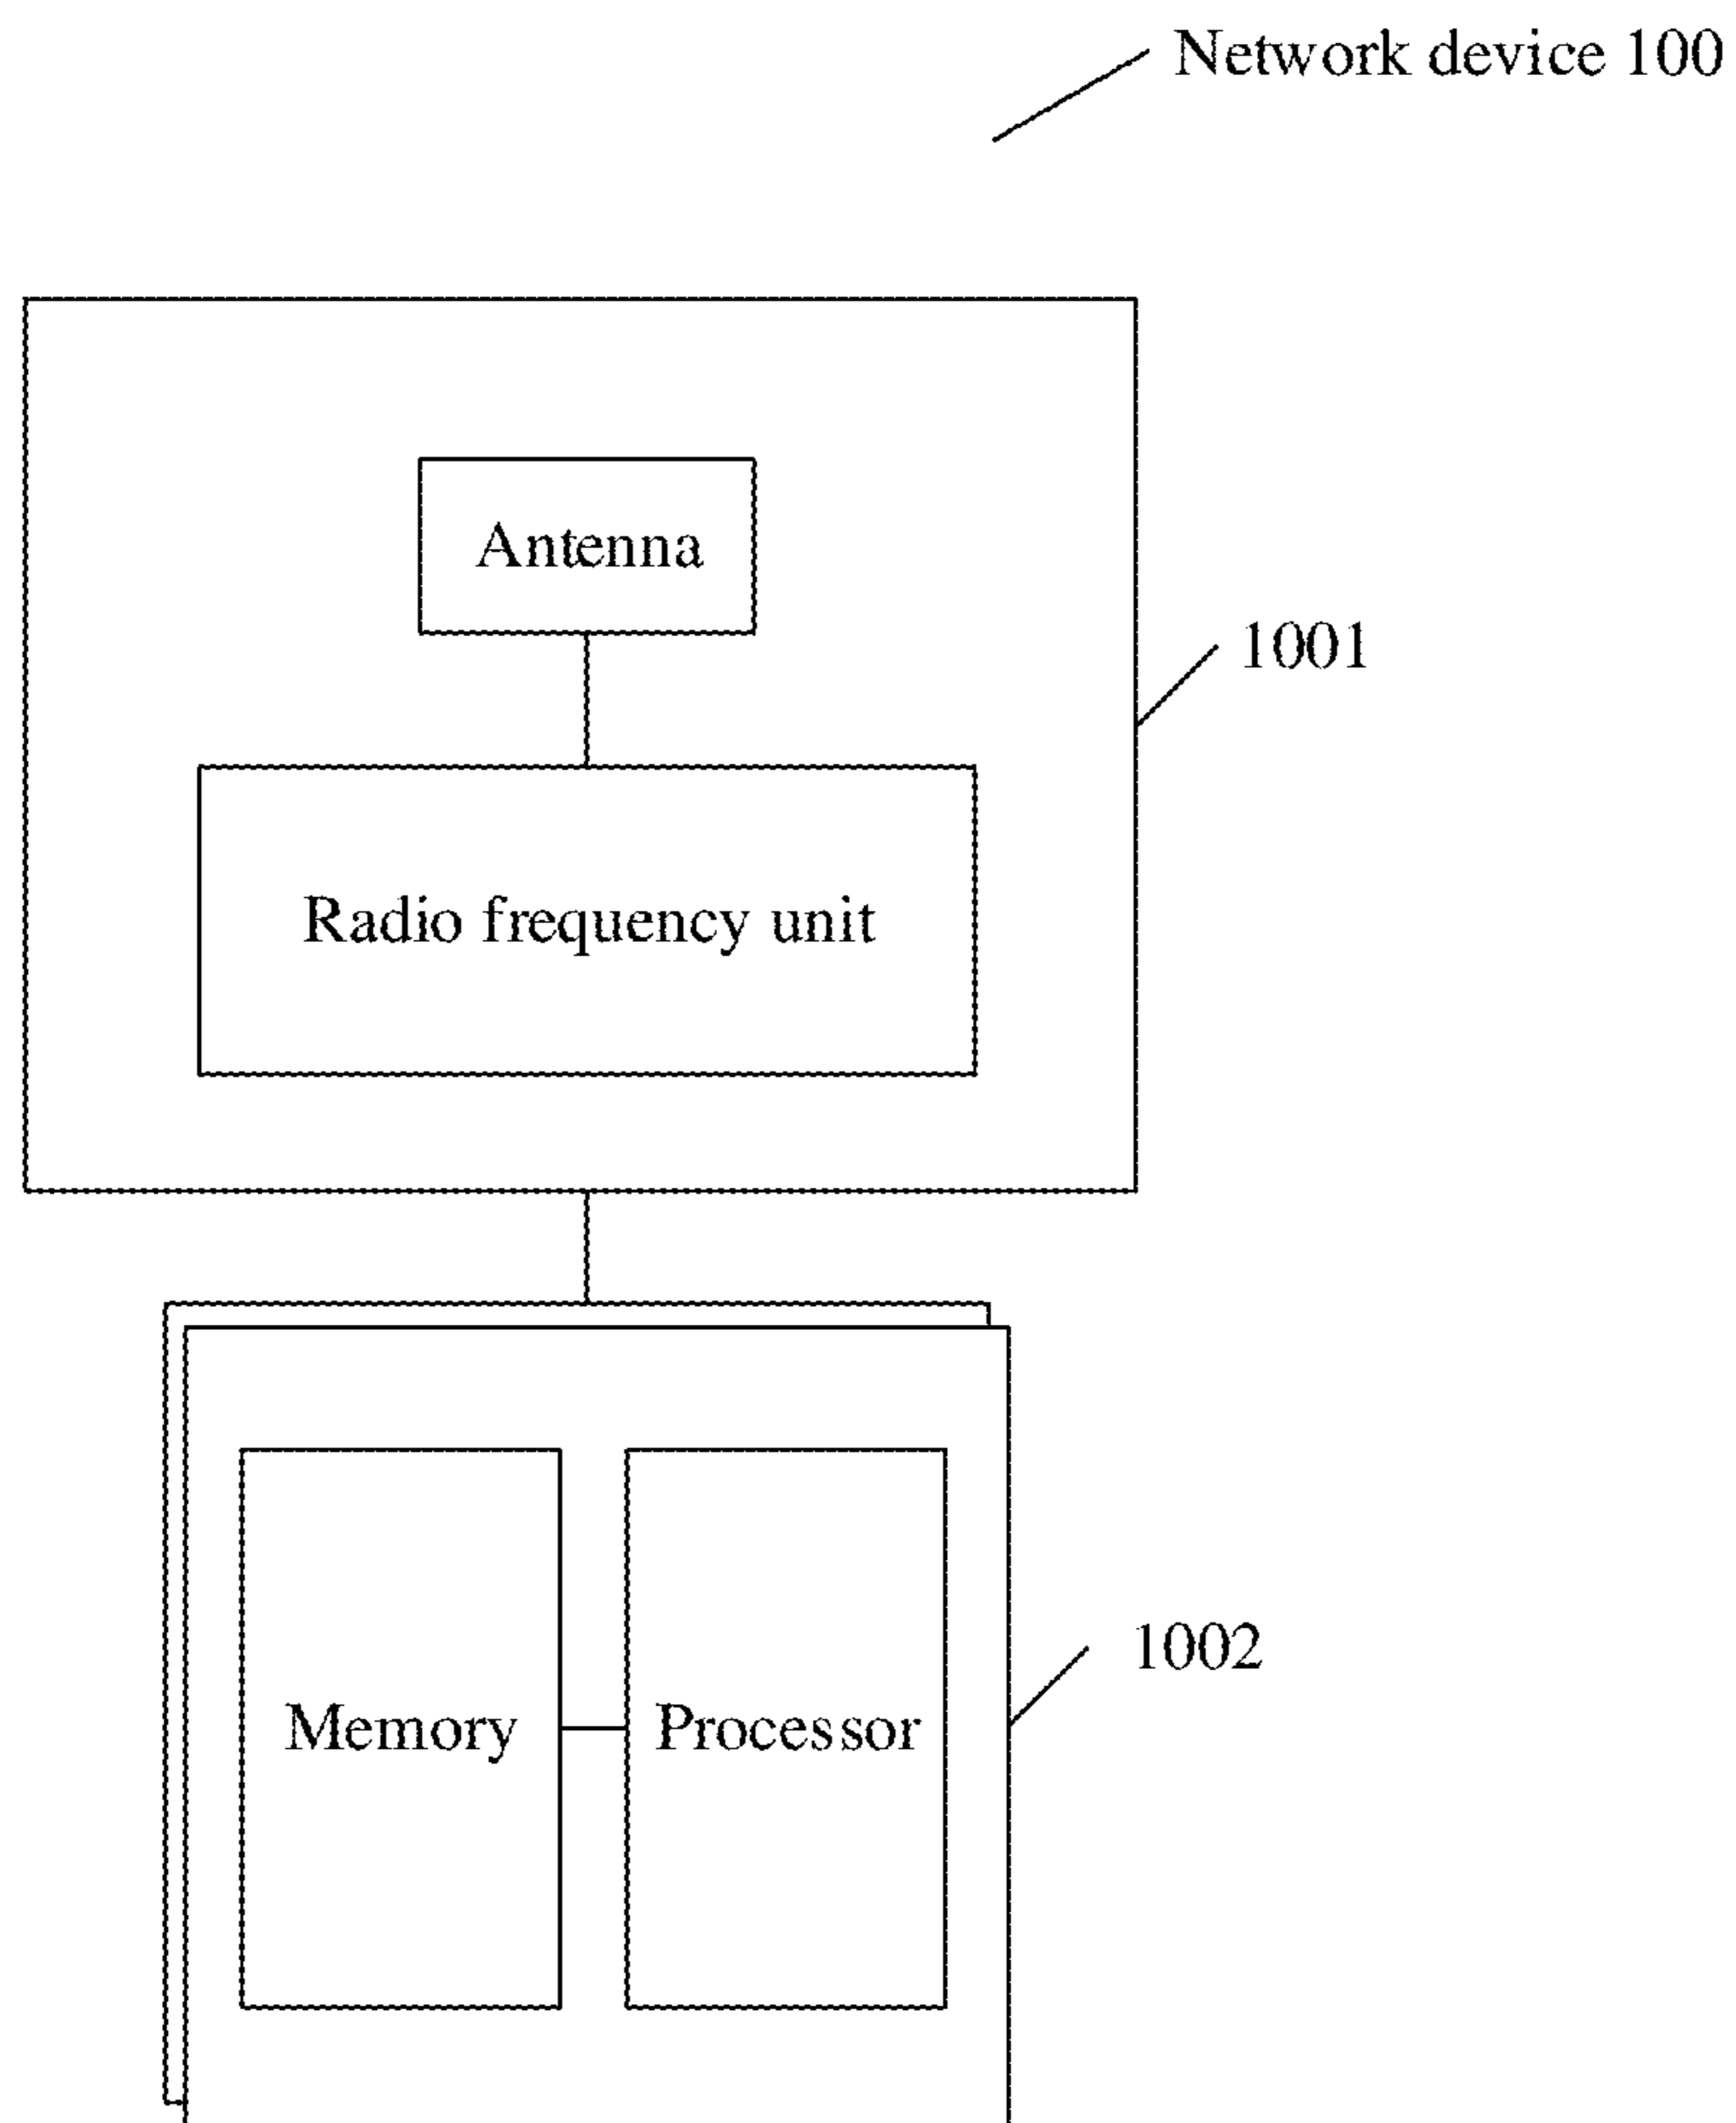 Network device 100
Antenna
1001
Radio frequency unit
1002
Memory
Processor